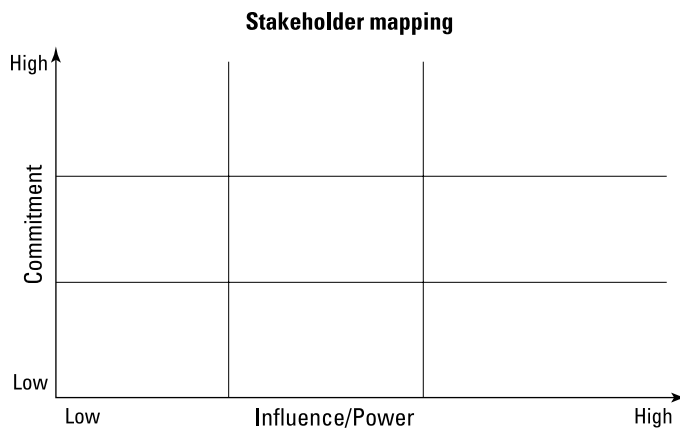 Stakeholder mapping
High
Commitment
Low
Low
Influence/Power
High